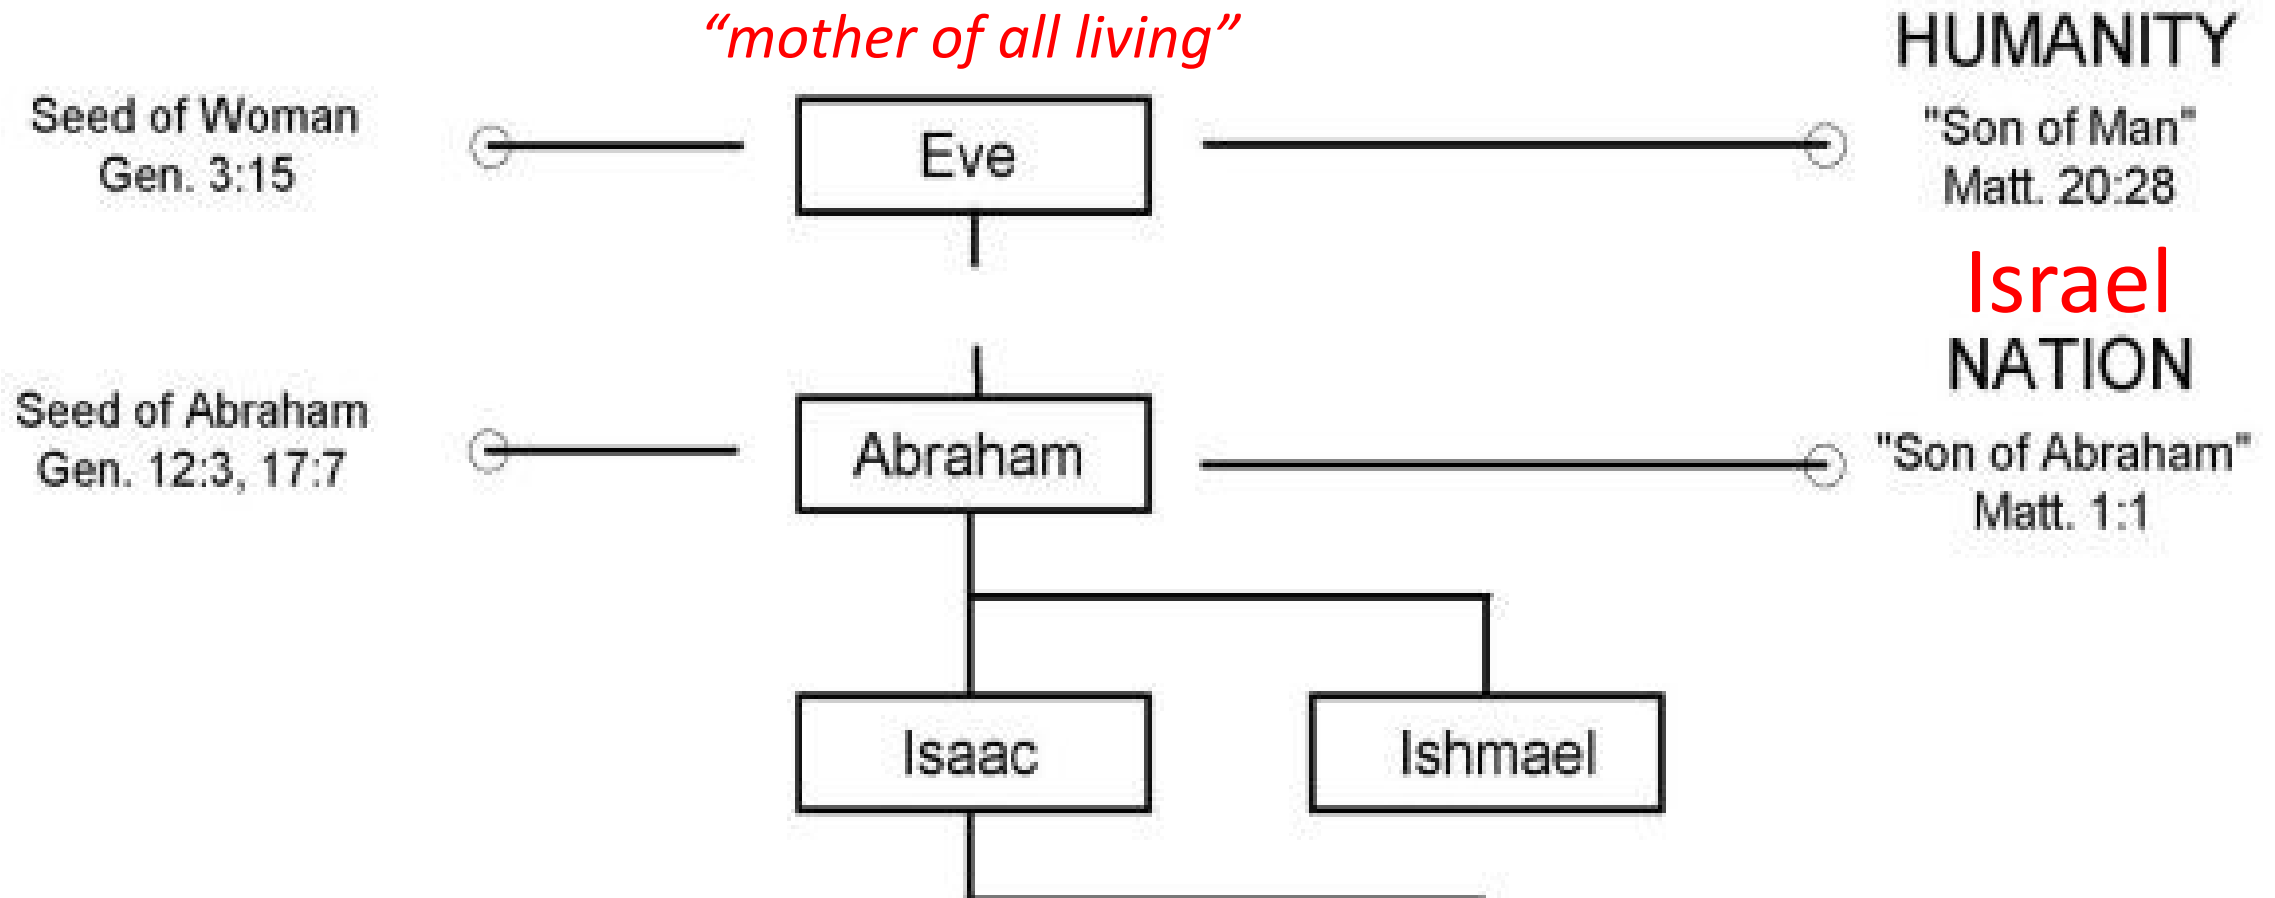 “mother of all living”
HUMANITY
Seed of Woman
Gen. 3:15
Eve
"Son of Man"
Matt. 20:28
Israel
NATION
Seed of Abraham
Gen. 12:3, 17:7
Abraham
"Son of Abraham"
Matt. 1:1
Isaac
Ishmael